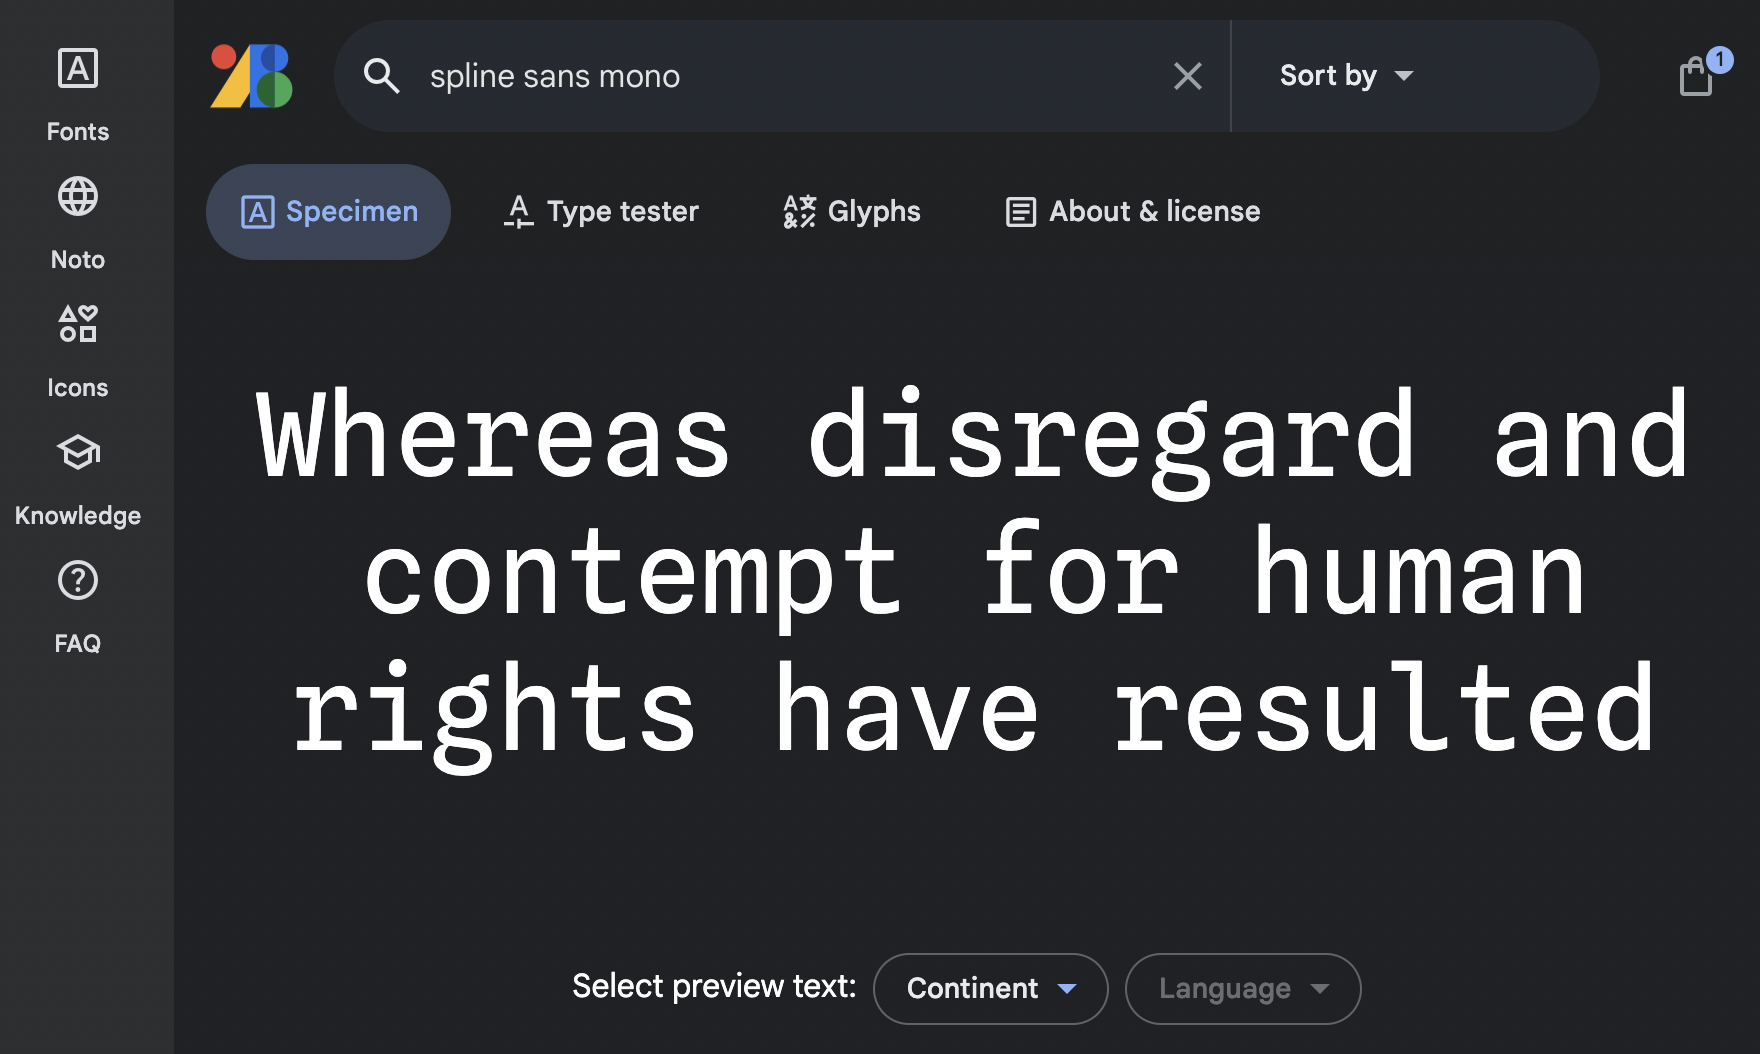 Fonts
Noto
Icons
Knowledge
FAQ
spline sans mono
Sort by
1
Specimen
Type tester
Glyphs
About & license
Whereas disregard and
contempt for human
rights have resulted
Select preview text:
Continent
Language